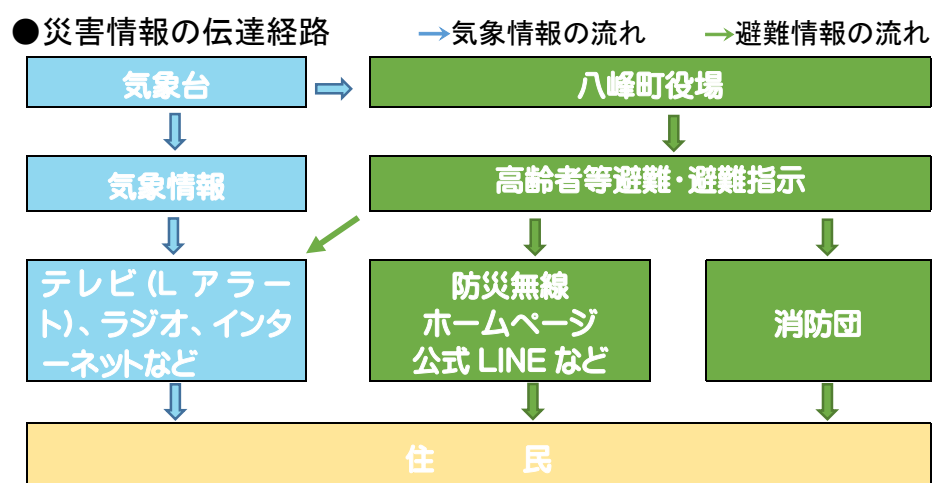 ●災害情報の伝達経路
→気象情報の流れ
→避難情報の流れ
気象台
八峰町役場
気象情報
高齢者等避難・避難指示
テレビ(L アラー
ト)、ラジオ、インタ
ーネットなど
防災無線
ホームページ
公式 LINE など
消防団
住　民